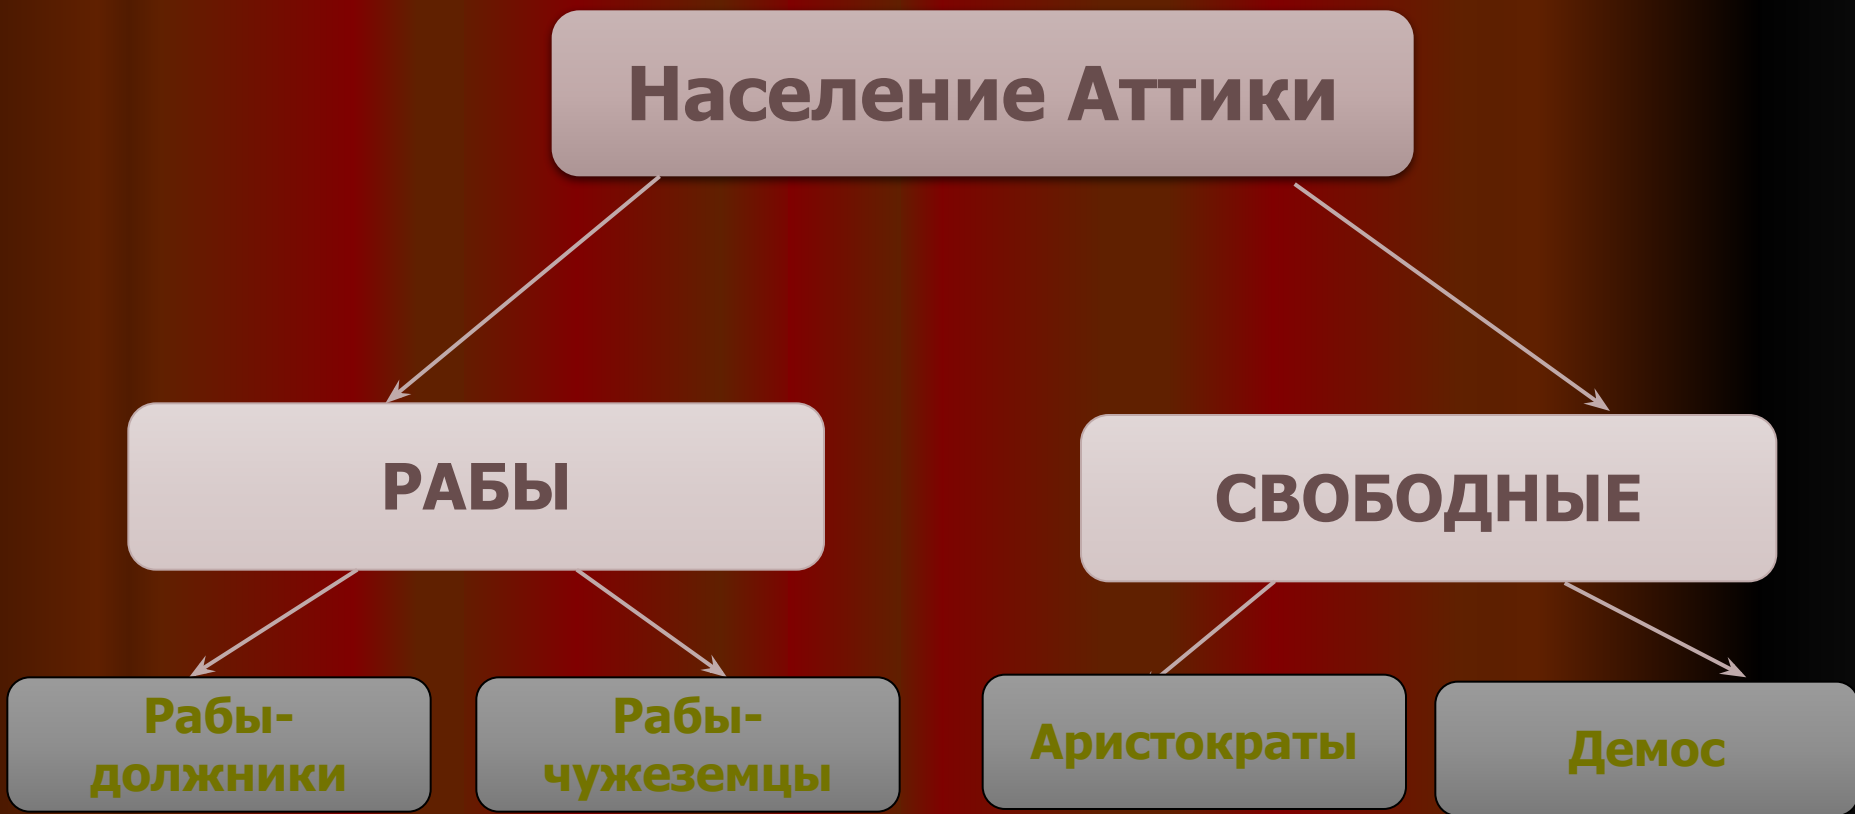 Население Аттики
РАБЫ
СВОБОДНЫЕ
Рабы-
должники
Рабы-
чужеземцы
Аристократы
Демос